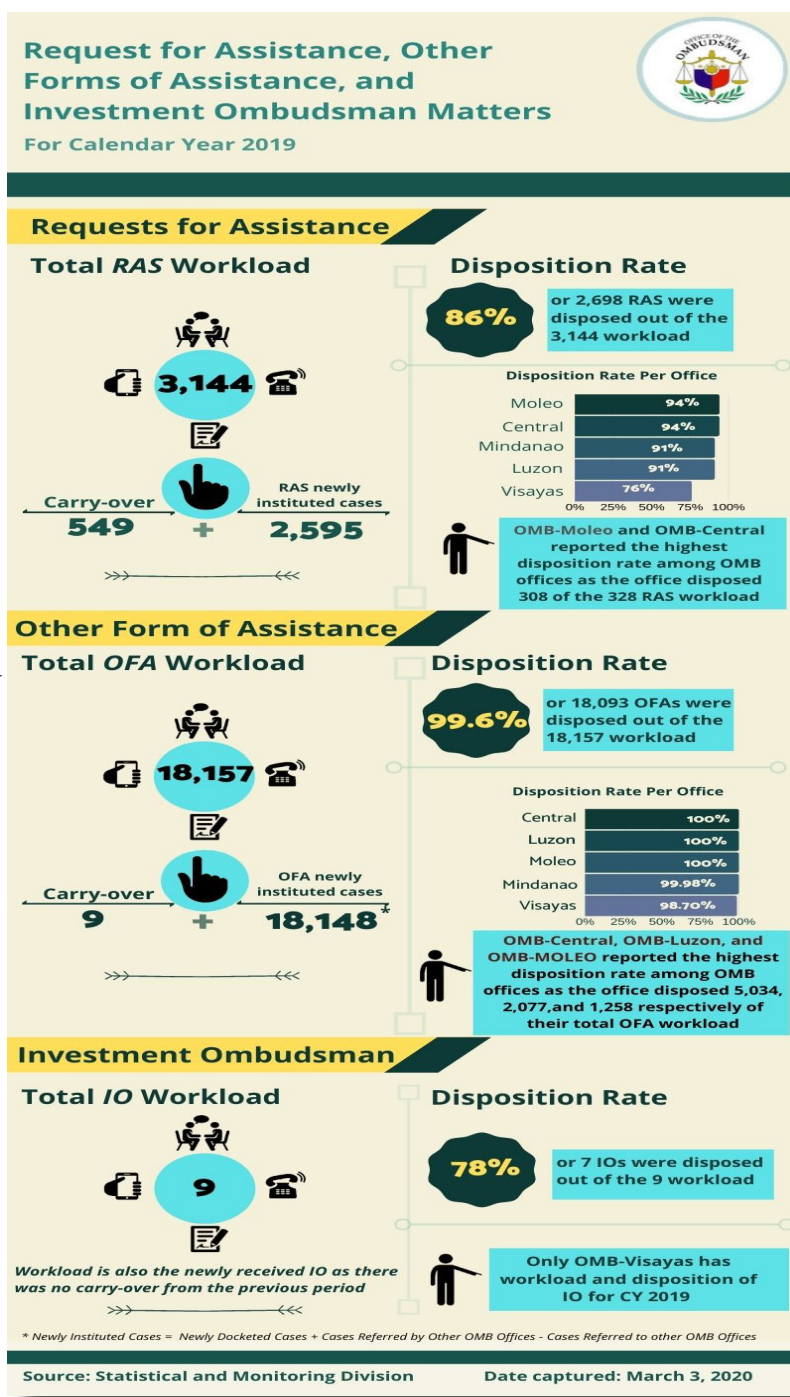 Request for Assistance, Other
Forms of Assistance, and
Investment Ombudsman Matters
For Calendar Year 2019
OFFICE OF THE
OMBUDSMAN
Requests for Assistance
Total RAS Workload
3,144
Carry-over
549
+
RAS newly
instituted cases
2,595
Disposition Rate
86%
or 2,698 RAS were
disposed out of the
3,144 workload
Disposition Rate Per Office
Moleo 94%
Central 94%
Mindanao 91%
Luzon 91%
Visayas 76%
0% 25% 50% 75% 100%
OMB-Moleo and OMB-Central
reported the highest
disposition rate among OMB
offices as the office disposed
308 of the 328 RAS workload
Other Form of Assistance
Total OFA Workload
18,157
Carry-over
9
+
OFA newly
instituted cases
18,148*
Disposition Rate
99.6%
or 18,093 OFAs were
disposed out of the
18,157 workload
Disposition Rate Per Office
Central 100%
Luzon 100%
Moleo 100%
Mindanao 99.98%
Visayas 98.70%
0% 25% 50% 75% 100%
OMB-Central, OMB-Luzon, and
OMB-MOLEO reported the highest
disposition rate among OMB
offices as the office disposed 5,034,
2,077,and 1,258 respectively of
their total OFA workload
Investment Ombudsman
Total IO Workload
9
Workload is also the newly received IO as there
was no carry-over from the previous period
Disposition Rate
78%
or 7 IOs were disposed
out of the 9 workload
Only OMB-Visayas has
workload and disposition of
IO for CY 2019
* Newly Instituted Cases = Newly Docketed Cases + Cases Referred by Other OMB Offices - Cases Referred to other OMB Offices
Source: Statistical and Monitoring Division
Date captured: March 3, 2020